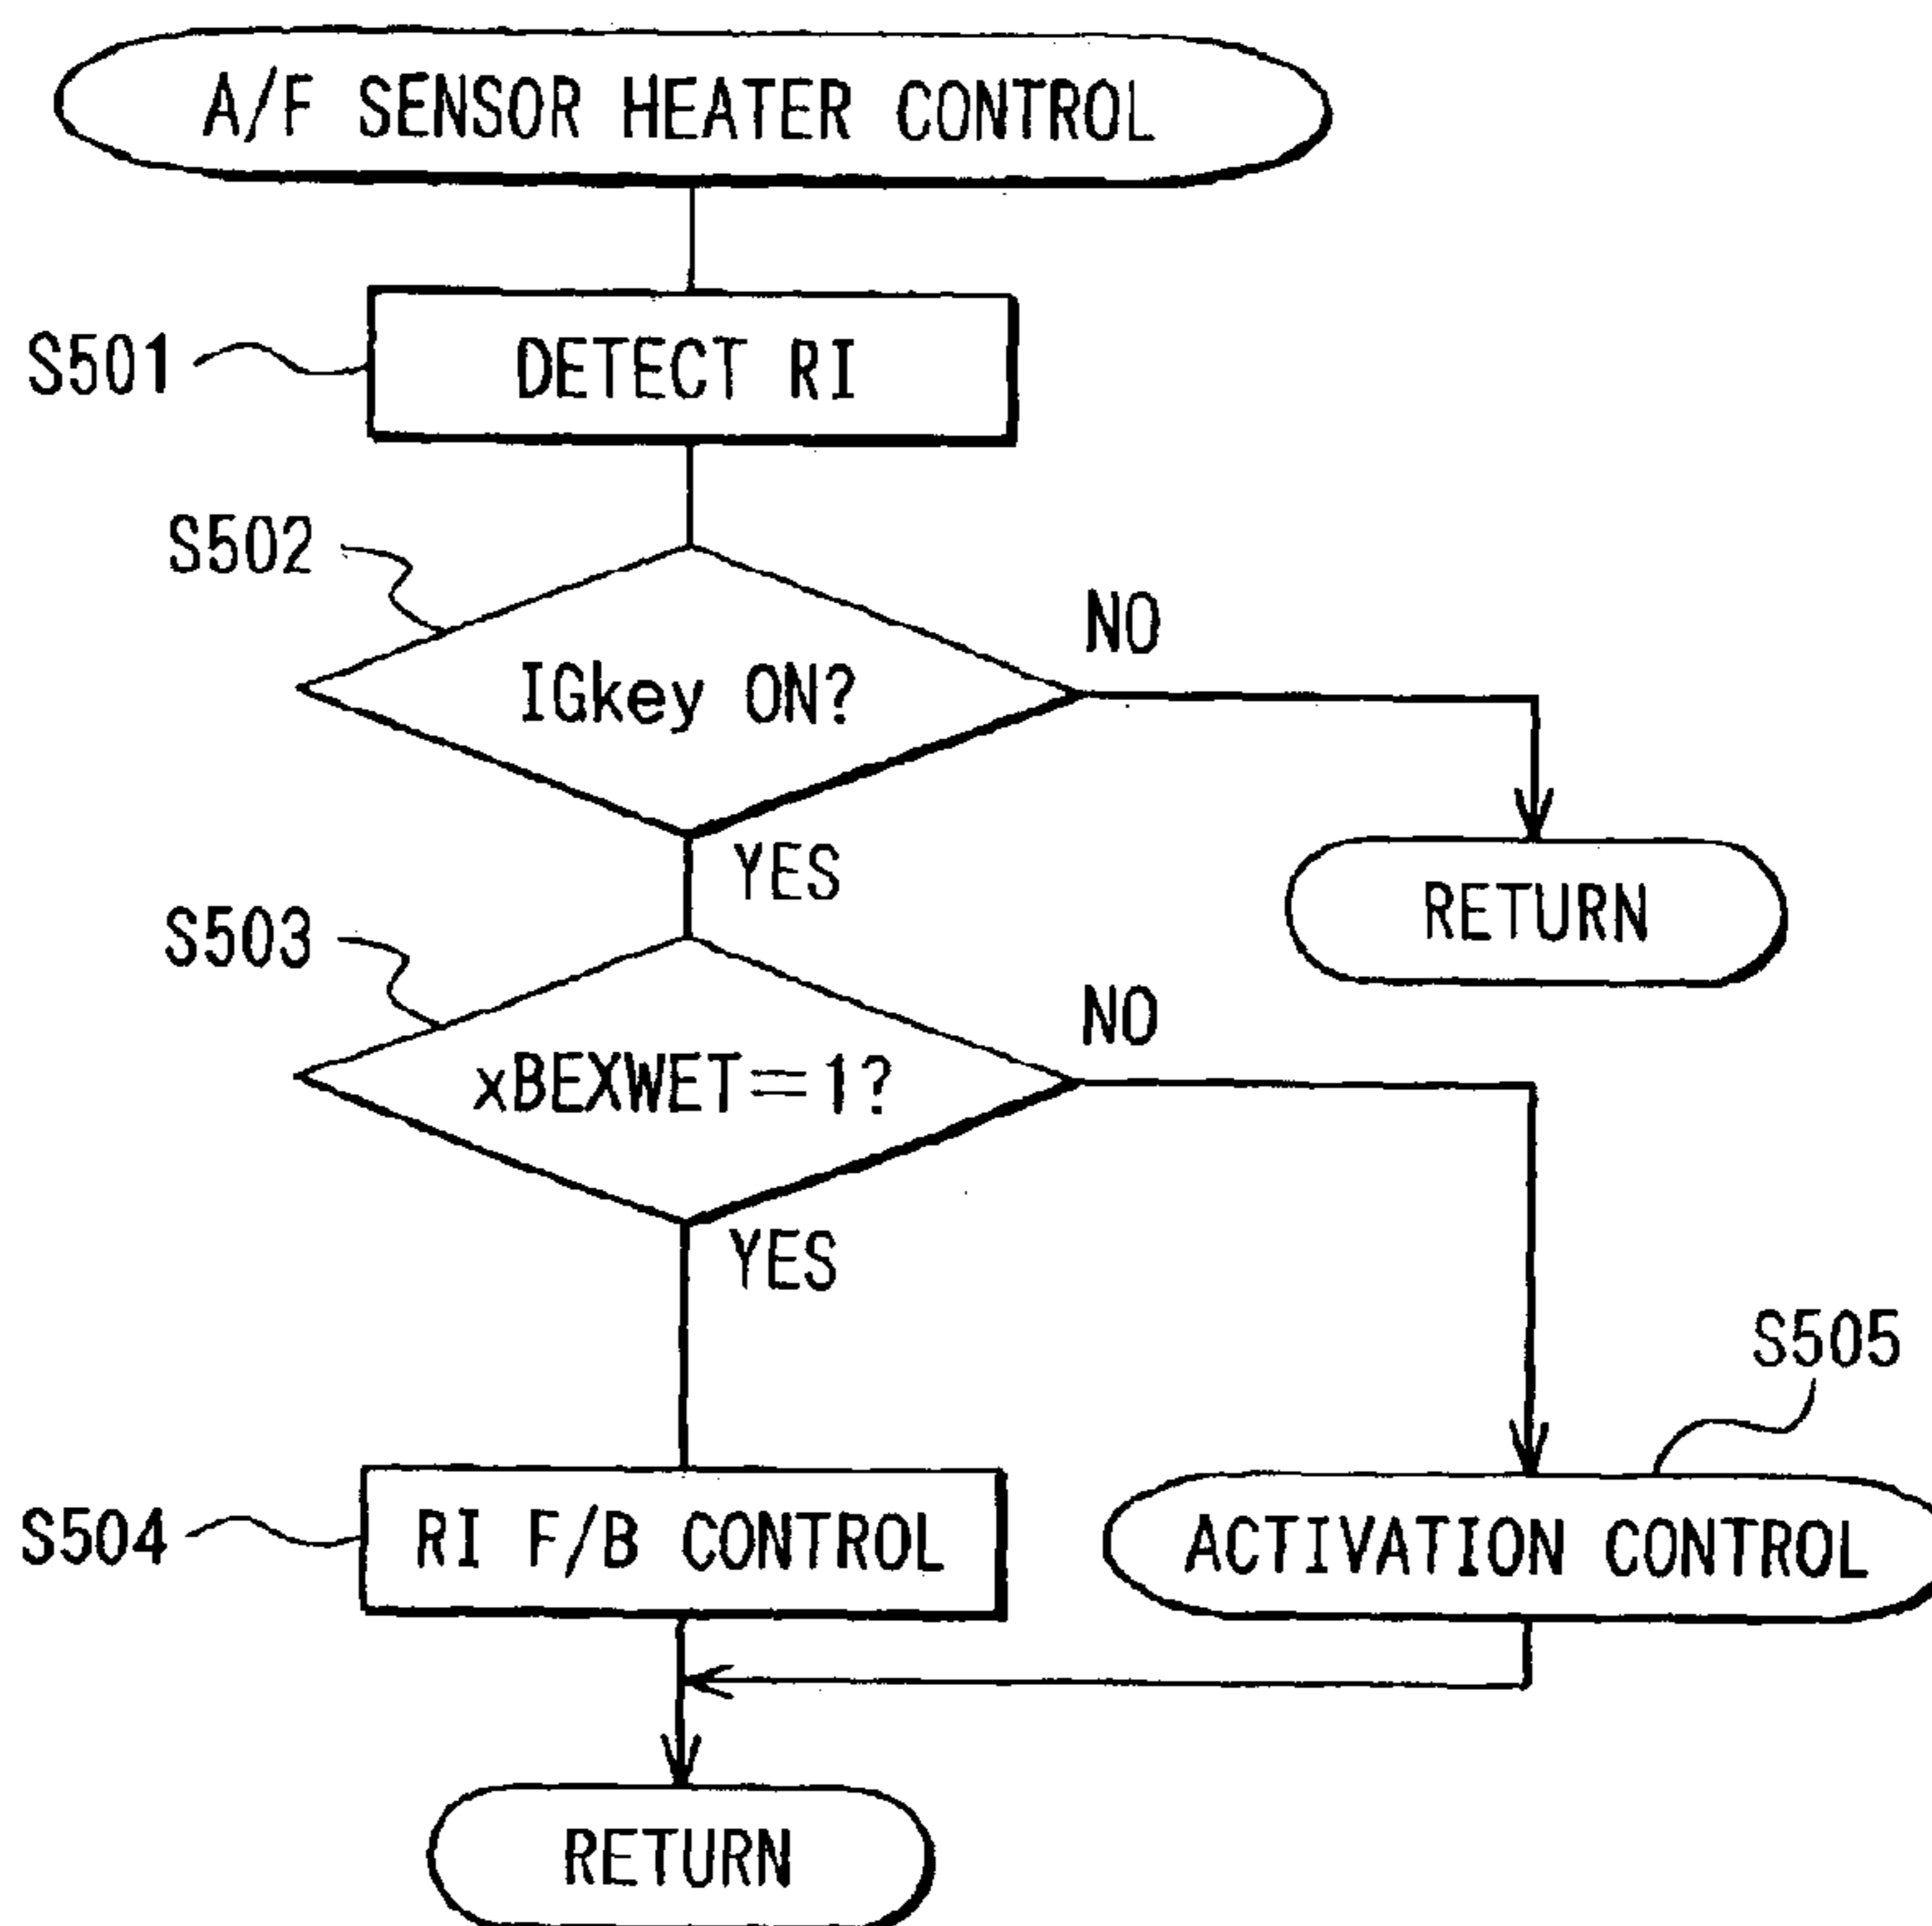 A/F SENSOR HEATER CONTROL
S501
DETECT RI
S502
IGkey ON?
NO
YES
RETURN
S503
xBEXWET=1?
NO
YES
S505
S504
RI F/B CONTROL
ACTIVATION CONTROL
RETURN